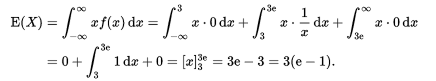 E(X) = ∫_{-∞}^{∞} xf(x) dx = ∫_{-∞}^{3} x · 0 dx + ∫_{3}^{3e} x · \frac{1}{x} dx + ∫_{3e}^{∞} x · 0 dx
= 0 + ∫_{3}^{3e} 1 dx + 0 = [x]_{3}^{3e} = 3e − 3 = 3(e − 1).